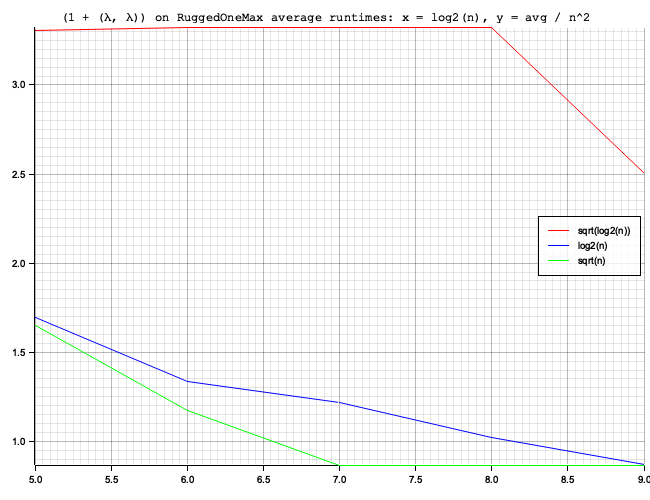 (1 + (λ, λ)) on RuggedOneMax average runtimes: x = log2(n), y = avg / n^2
3.0
2.5
2.0
1.5
1.0
sqrt(log2(n))
log2(n)
sqrt(n)
5.0 5.5 6.0 6.5 7.0 7.5 8.0 8.5 9.0